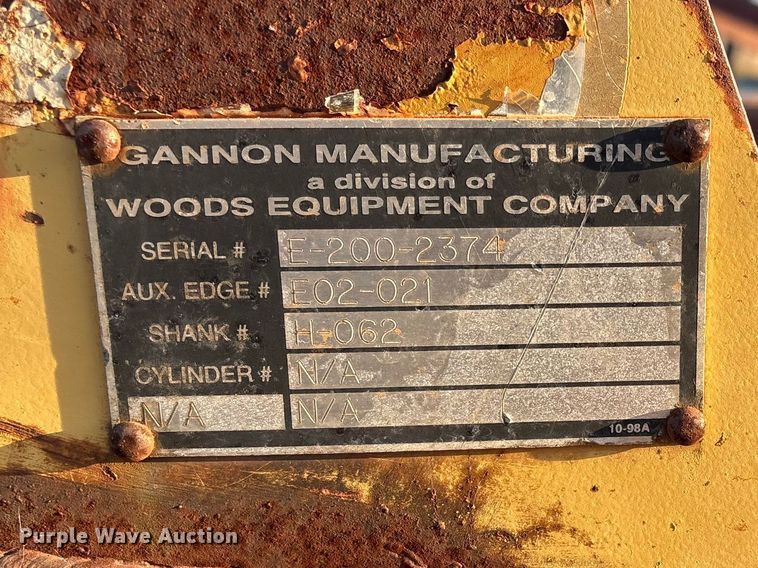 GANNON MANUFACTURING
a division of
WOODS EQUIPMENT COMPANY
SERIAL # E-200-2374
AUX. EDGE # E02-021
SHANK # H-062
CYLINDER # N/A
N/A N/A
10-98A
Purple Wave Auction